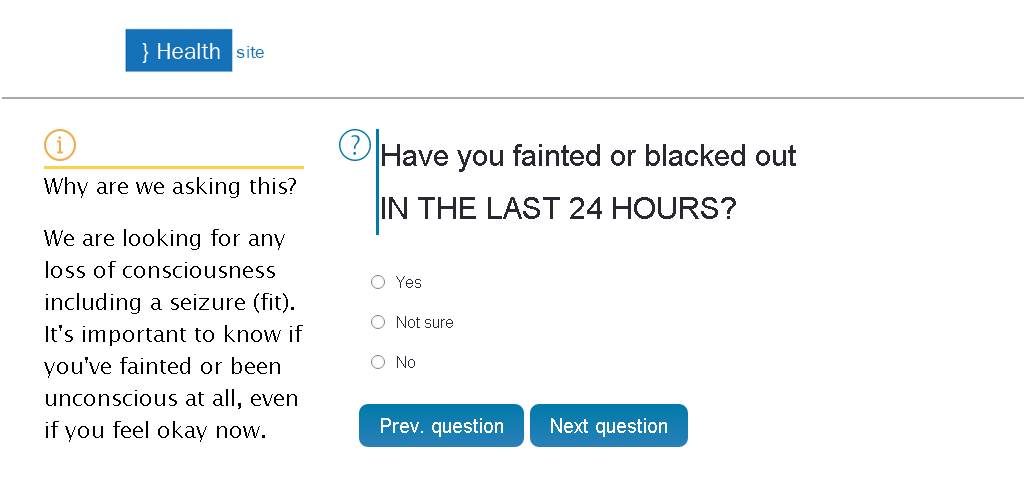 } Health site
i
Why are we asking this?
We are looking for any
loss of consciousness
including a seizure (fit).
It's important to know if
you've fainted or been
unconscious at all, even
if you feel okay now.
?
Have you fainted or blacked out
IN THE LAST 24 HOURS?
Yes
Not sure
No
Prev. question
Next question